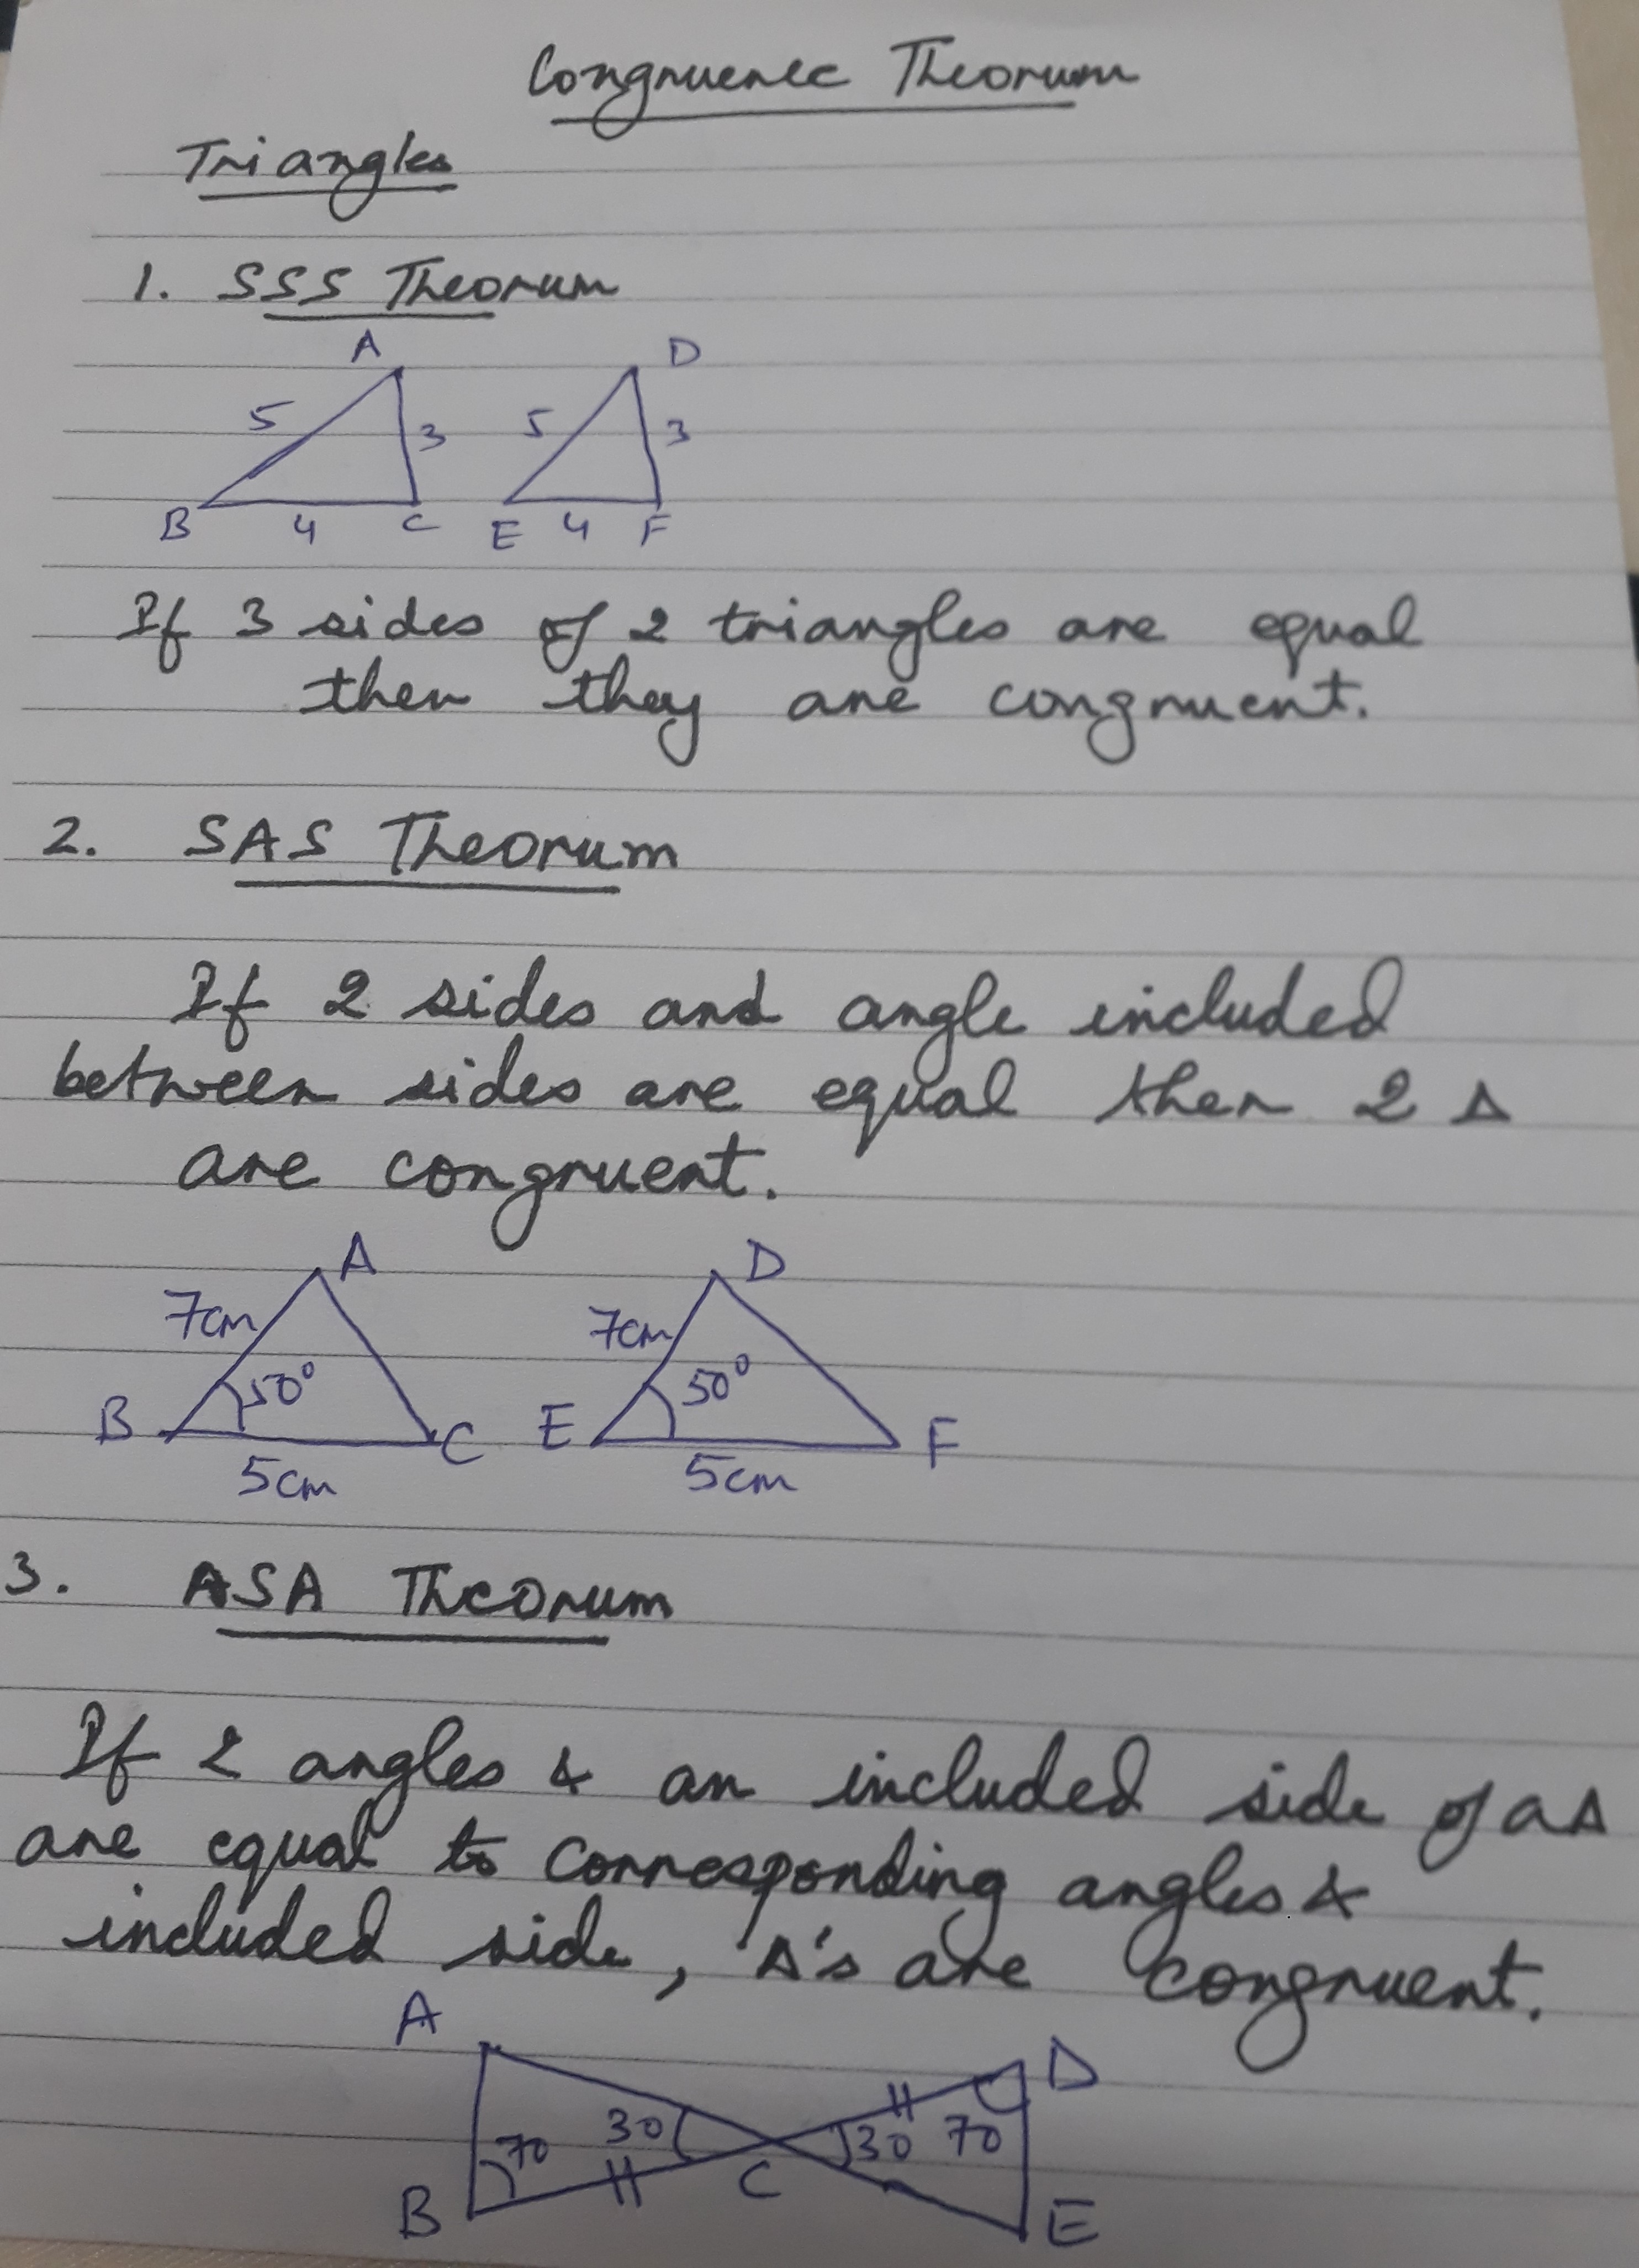 Congruence Theorum
Triangles
1. SSS Theorum
A D
5 3 5 3
B 4 C E 4 F
If 3 sides of 2 triangles are equal
then they are congruent.
2. SAS Theorum
If 2 sides and angle included
between sides are equal then 2 Δ
are congruent.
A D
7cm 7cm
50° 50°
B C E F
5cm 5cm
3. ASA Theorum
If 2 angles & an included side of a Δ
are equal to corresponding angles &
included side, Δ's are congruent.
A D
70 30 30 70
B C E